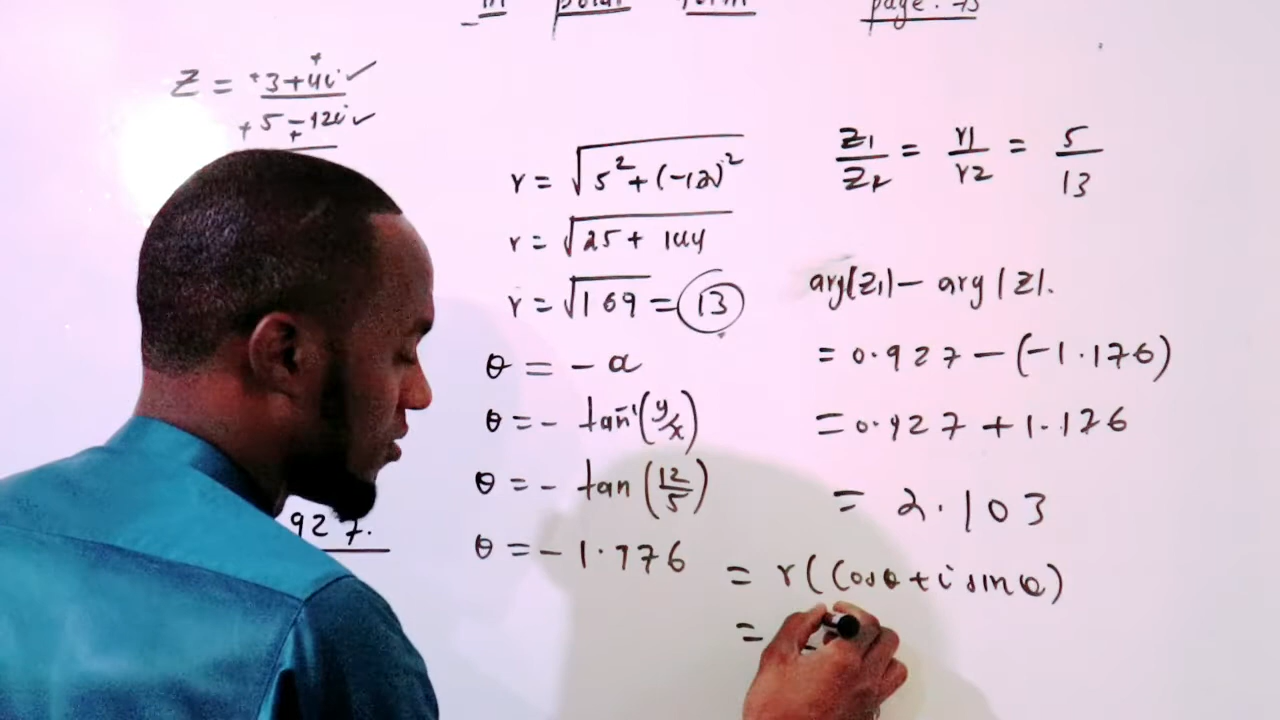 in polar form page: 73
Z = +3+4i ✓
+5-12i ✓
927.
r = √5²+(-12)²
r = √25 + 144
r = √169 = 13
θ = - α
θ = - tan⁻¹(y/x)
θ = - tan (12/5)
θ = - 1.176
Z1/Z2 = r1/r2 = 5/13
arg(Z1) - arg |Z|.
= 0.927 - (-1.176)
= 0.927 + 1.176
= 2.103
= r((cosθ + i sinθ)
=